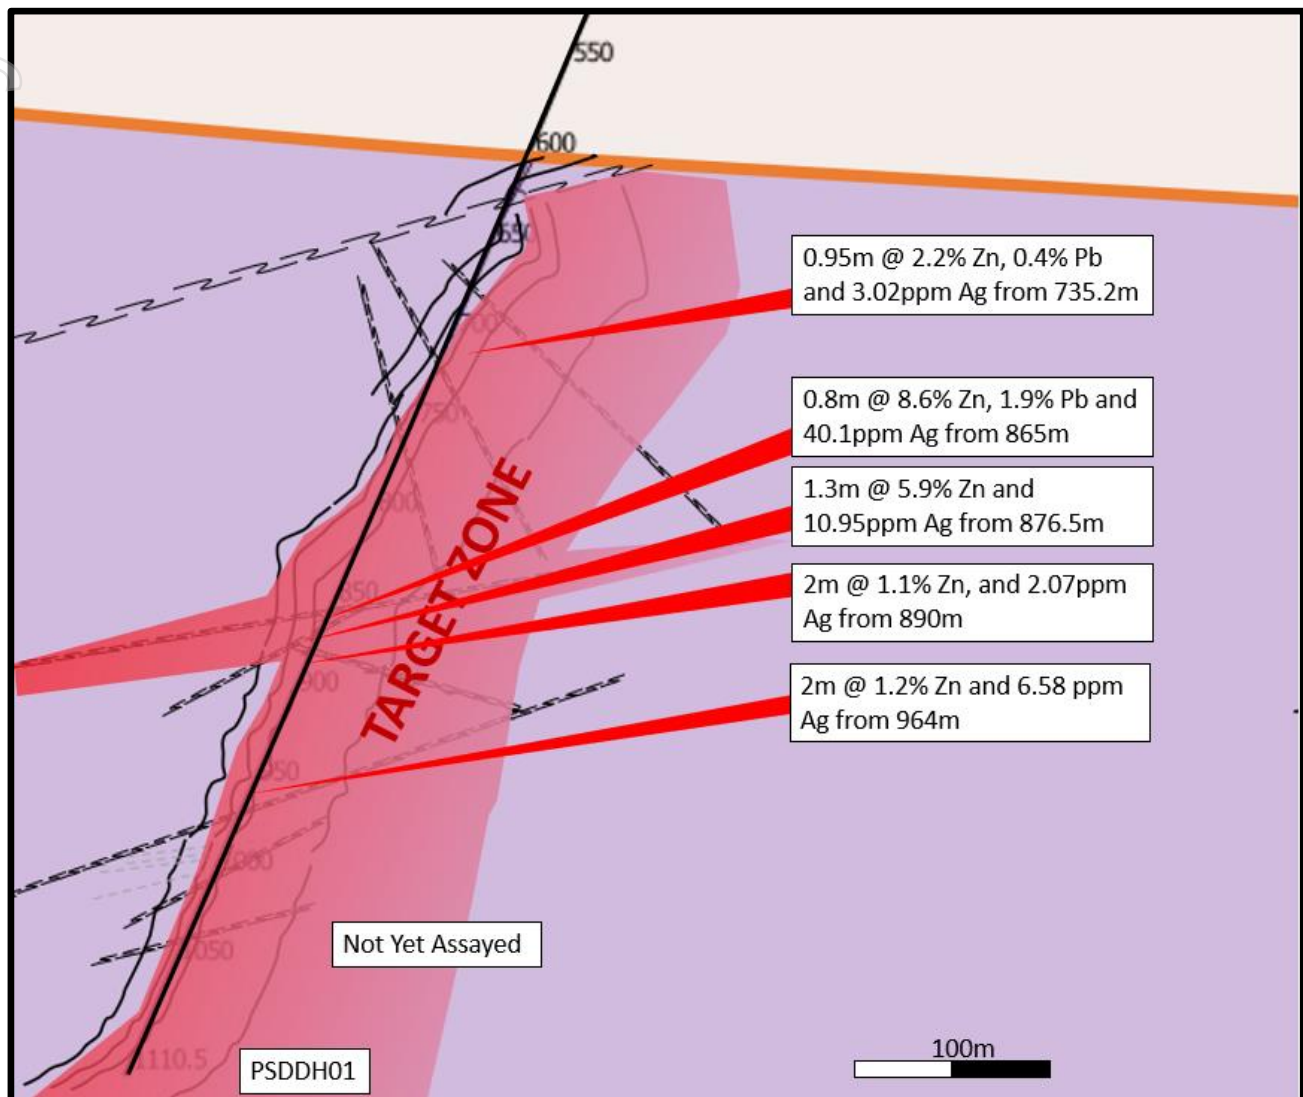 550
600
650
700
0.95m @ 2.2% Zn, 0.4% Pb
and 3.02ppm Ag from 735.2m
750
0.8m @ 8.6% Zn, 1.9% Pb and
40.1ppm Ag from 865m
800
1.3m @ 5.9% Zn and
10.95ppm Ag from 876.5m
850
2m @ 1.1% Zn, and 2.07ppm
Ag from 890m
TARGET ZONE
900
2m @ 1.2% Zn and 6.58 ppm
Ag from 964m
950
1000
Not Yet Assayed
1050
1110.5
PSDDH01
100m